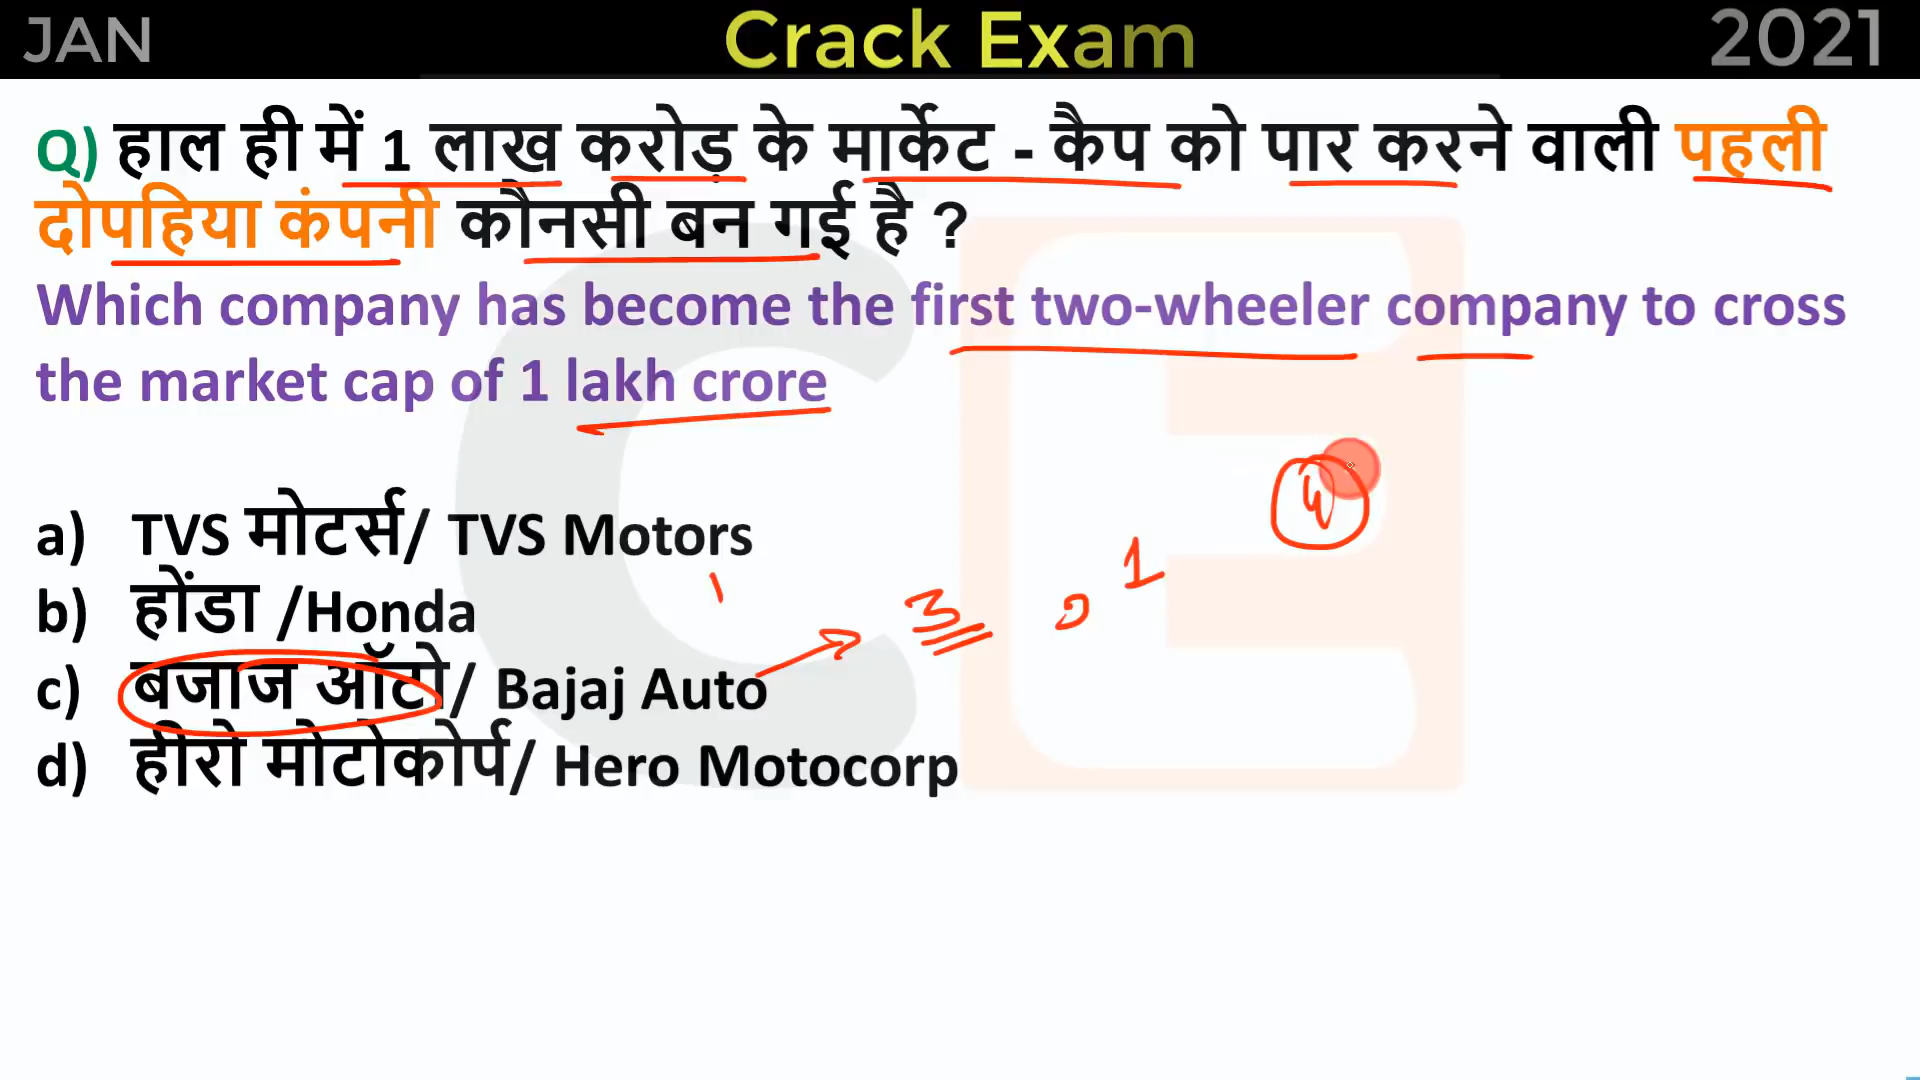 JAN Crack Exam 2021
Q) हाल ही में 1 लाख करोड़ के मार्केट - कैप को पार करने वाली पहली
दोपहिया कंपनी कौनसी बन गई है ?
Which company has become the first two-wheeler company to cross
the market cap of 1 lakh crore
a) TVS मोटर्स/ TVS Motors
b) होंडा /Honda
c) बजाज ऑटो/ Bajaj Auto
d) हीरो मोटोकोर्प/ Hero Motocorp
3
1